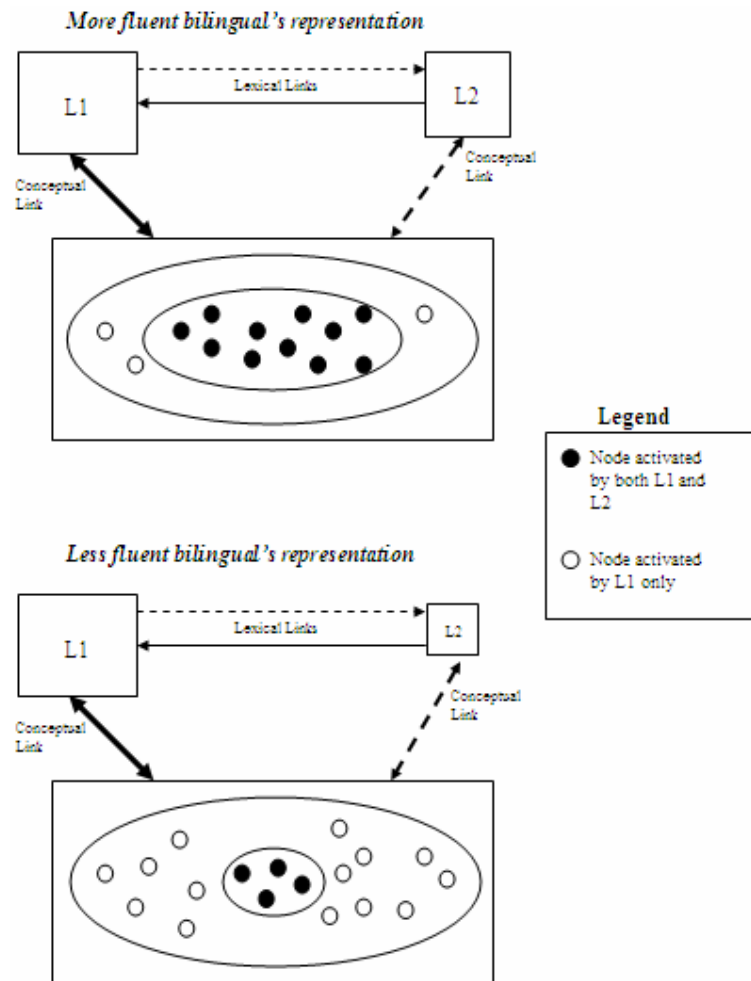 More fluent bilingual's representation
L1
Lexical Links
L2
Conceptual
Link
Conceptual
Link
Legend
Node activated
by both L1 and
L2
Node activated
by L1 only
Less fluent bilingual's representation
L1
Lexical Links
L2
Conceptual
Link
Conceptual
Link